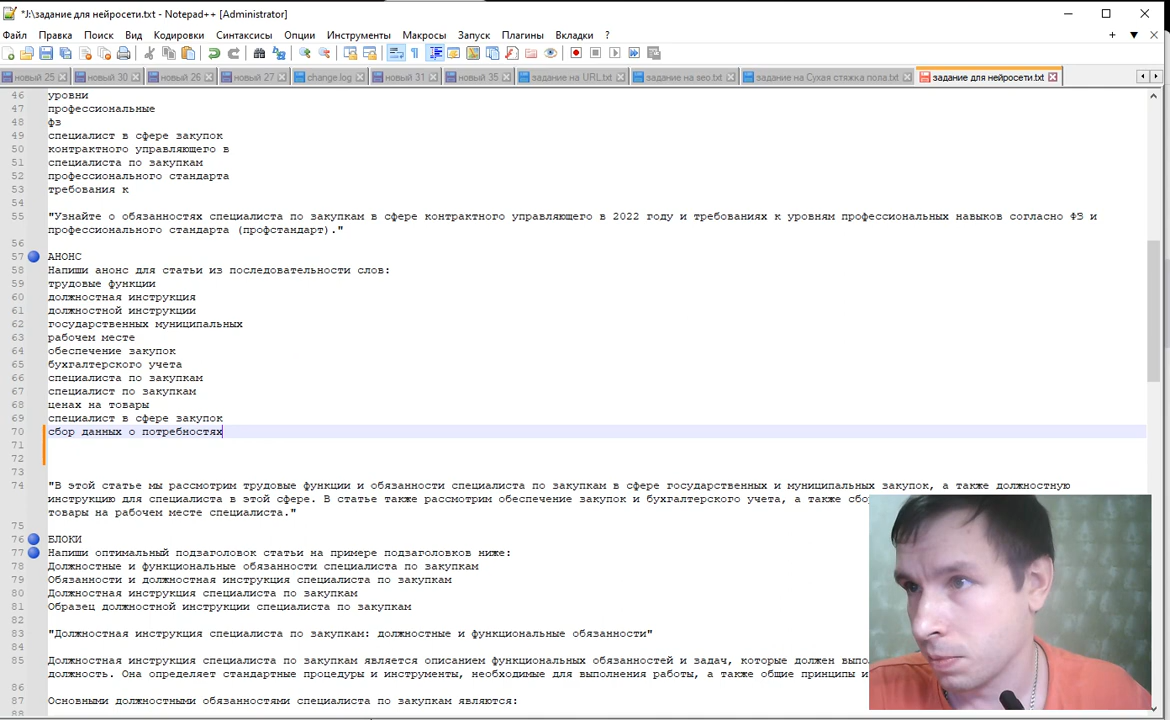 *J:\задание для нейросети.txt - Notepad++ [Administrator]
Файл Правка Поиск Вид Кодировки Синтаксисы Опции Инструменты Макросы Запуск Плагины Вкладки ?
новый 25 новый 30 новый 26 новый 27 change.log новый 31 новый 35 задание на URL.txt задание на seo.txt задание на Сухая стяжка пола.txt задание для нейросети.txt
46 уровни
47 профессиональные
48 фз
49 специалист в сфере закупок
50 контрактного управляющего в
51 специалиста по закупкам
52 профессионального стандарта
53 требования к
54
55 "Узнайте о обязанностях специалиста по закупкам в сфере контрактного управляющего в 2022 году и требованиях к уровням профессиональных навыков согласно ФЗ и
профессионального стандарта (профстандарт)."
56
57 АНОНС
58 Напиши анонс для статьи из последовательности слов:
59 трудовые функции
60 должностная инструкция
61 должностной инструкции
62 государственных муниципальных
63 рабочем месте
64 обеспечение закупок
65 бухгалтерского учета
66 специалиста по закупкам
67 специалист по закупкам
68 ценах на товары
69 специалист в сфере закупок
70 сбор данных о потребностях
71
72
73
74 "В этой статье мы рассмотрим трудовые функции и обязанности специалиста по закупкам в сфере государственных и муниципальных закупок, а также должностную
инструкцию для специалиста в этой сфере. В статье также рассмотрим обеспечение закупок и бухгалтерского учета, а также
товары на рабочем месте специалиста."
75
76 БЛОКИ
77 Напиши оптимальный подзаголовок статьи на примере подзаголовков ниже:
78 Должностные и функциональные обязанности специалиста по закупкам
79 Обязанности и должностная инструкция специалиста по закупкам
80 Должностная инструкция специалиста по закупкам
81 Образец должностной инструкции специалиста по закупкам
82
83 "Должностная инструкция специалиста по закупкам: должностные и функциональные обязанности"
84
85 Должностная инструкция специалиста по закупкам является описанием функциональных обязанностей и задач, которые должен
должность. Она определяет стандартные процедуры и инструменты, необходимые для выполнения работы, а также общие принципы и
86
87 Основными должностными обязанностями специалиста по закупкам являются:
88